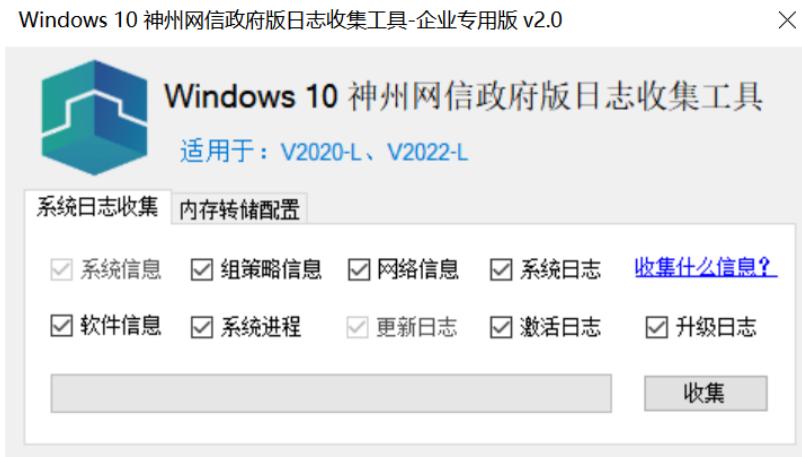 Windows 10 神州网信政府版日志收集工具-企业专用版 v2.0
Windows 10 神州网信政府版日志收集工具
适用于：V2020-L、V2022-L
系统日志收集 内存转储配置
系统信息 组策略信息 网络信息 系统日志 收集什么信息？
软件信息 系统进程 更新日志 激活日志 升级日志
收集